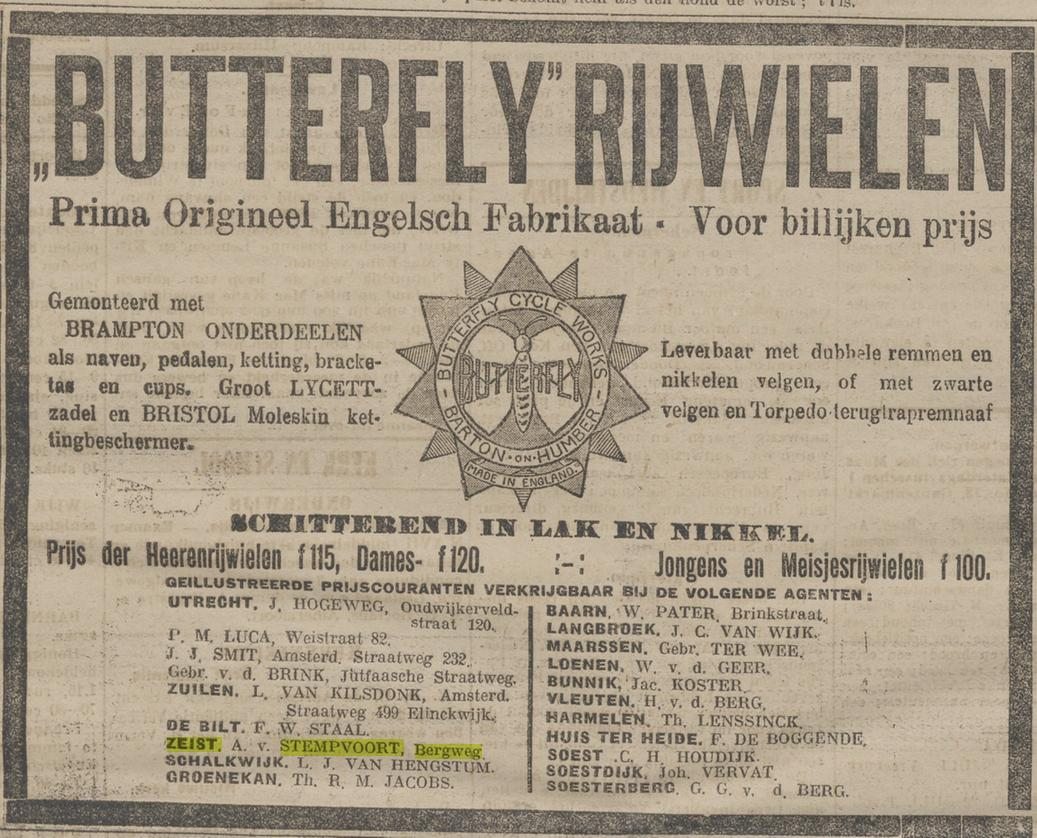 „BUTTERFLY” RIJWIELEN
Prima Origineel Engelsch Fabrikaat · Voor billijken prijs
Gemonteerd met
BRAMPTON ONDERDEELEN
als naven, pedalen, ketting, bracke-
tas en cups. Groot LYCETT-
zadel en BRISTOL Moleskin ket-
tingbeschermer.
BUTTERFLY CYCLE WORKS
BUTTERFLY
BARTON-ON-HUMBER
MADE IN ENGLAND.
Leverbaar met dubbele remmen en
nikkelen velgen, of met zwarte
velgen en Torpedo terugtrapremnaaf
SCHITTEREND IN LAK EN NIKKEL.
Prijs der Heerenrijwielen f 115, Dames- f 120. :-: Jongens en Meisjesrijwielen f 100.
GEILLUSTREERDE PRIJSCOURANTEN VERKRIJGBAAR BIJ DE VOLGENDE AGENTEN:
UTRECHT. J. HOGEWEG, Oudwijkerveld-
straat 120.
P. M. LUCA, Weistraat 82.
J. J. SMIT, Amsterd. Straatweg 232.
Gebr. v. d. BRINK, Jutfaasche Straatweg.
ZUILEN. L. VAN KILSDONK, Amsterd.
Straatweg 499 Elinckwijk.
DE BILT. F. W. STAAL.
ZEIST. A. v. STEMPVOORT, Bergweg.
SCHALKWIJK. L. J. VAN HENGSTUM.
GROENEKAN. Th. R. M. JACOBS.
BAARN. W. PATER, Brinkstraat.
LANGBROEK. J. C. VAN WIJK.
MAARSSEN. Gebr. TER WEE.
LOENEN. W. v. d. GEER.
BUNNIK. Jac. KOSTER
VLEUTEN. H. v. d. BERG.
HARMELEN. Th. LENSSINCK.
HUIS TER HEIDE. F. DE BOGGENDE.
SOEST. C. H. HOUDIJK.
SOESTDIJK. Joh. VERVAT.
SOESTERBERG. G. G. v. d. BERG.